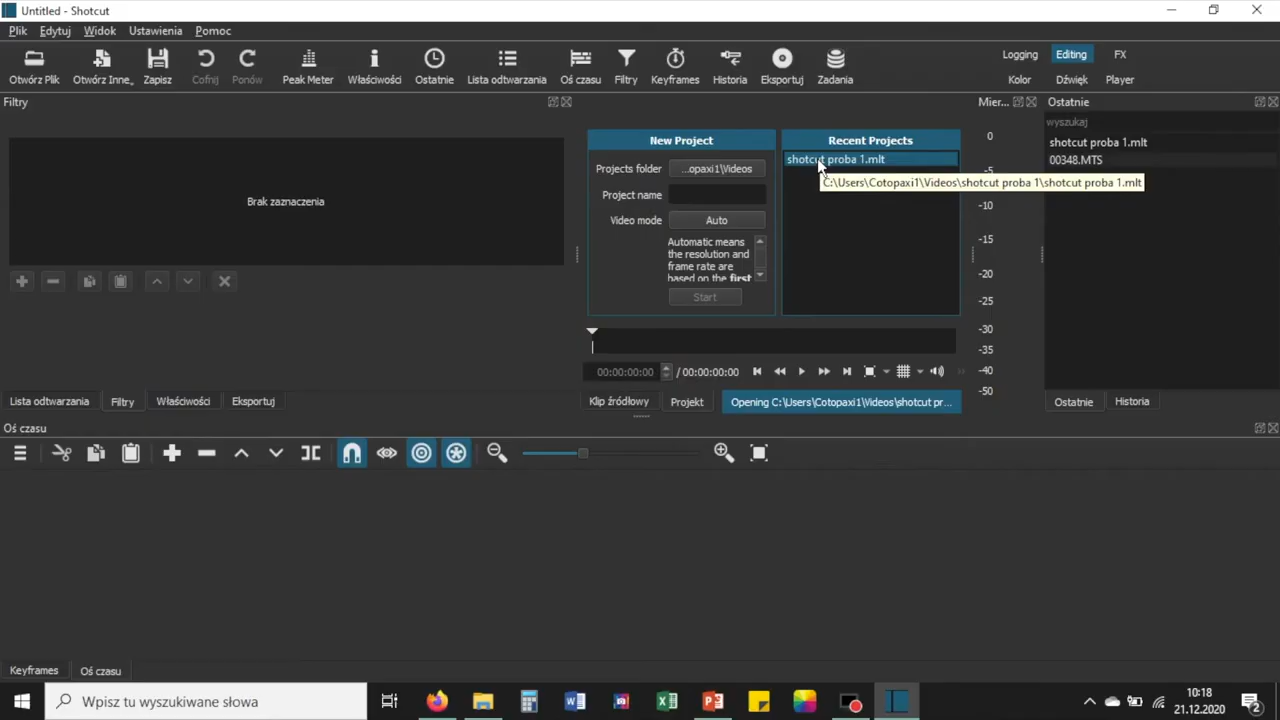 Untitled - Shotcut
Plik Edytuj Widok Ustawienia Pomoc
Otwórz Plik Otwórz Inne_ Zapisz Cofnij Ponów Peak Meter Właściwości Ostatnie Lista odtwarzania Oś czasu Filtry Keyframes Historia Eksportuj Zadania
Logging Editing FX
Kolor Dźwięk Player
Filtry
Mier...
Ostatnie
wyszukaj
shotcut proba 1.mlt
00348.MTS
Brak zaznaczenia
New Project
Projects folder ...opaxi1\Videos
Project name
Video mode Auto
Automatic means
the resolution and
frame rate are
based on the first
Start
Recent Projects
shotcut proba 1.mlt
C:\Users\Cotopaxi1\Videos\shotcut proba 1\shotcut proba 1.mlt
0
-5
-10
-15
-20
-25
-30
-35
-40
-50
00:00:00:00 / 00:00:00:00
Lista odtwarzania Filtry Właściwości Eksportuj
Klip źródłowy Projekt Opening C:\Users\Cotopaxi1\Videos\shotcut pr...
Ostatnie Historia
Oś czasu
Keyframes Oś czasu
Wpisz tu wyszukiwane słowa
10:18
21.12.2020
2